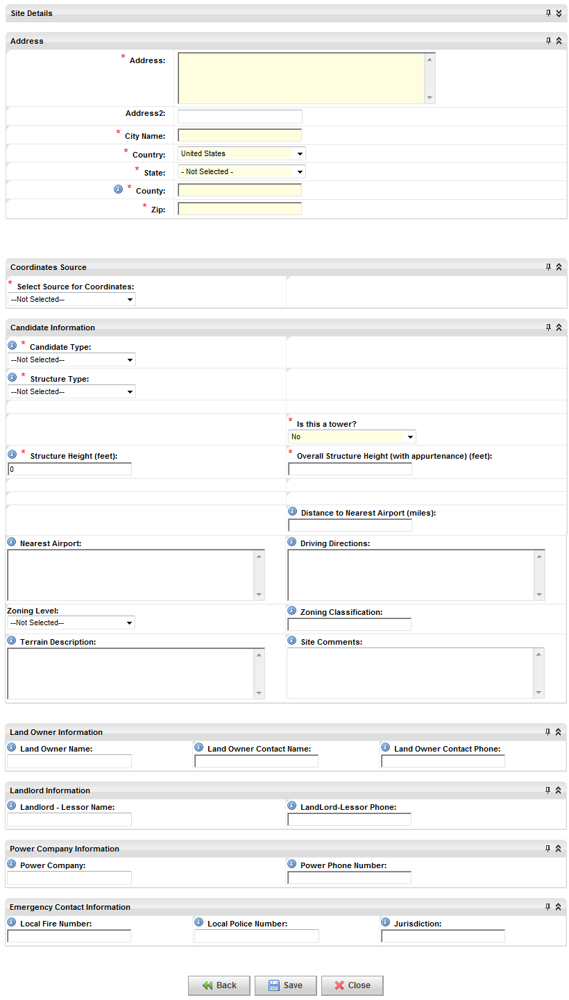 Site Details
Address
* Address:
Address2:
* City Name:
* Country: United States
* State: - Not Selected -
* County:
* Zip:
Coordinates Source
* Select Source for Coordinates:
--Not Selected--
Candidate Information
* Candidate Type:
--Not Selected--
* Structure Type:
--Not Selected--
* Is this a tower?
No
* Structure Height (feet): * Overall Structure Height (with appurtenance) (feet):
0
Distance to Nearest Airport (miles):
Nearest Airport: Driving Directions:
Zoning Level: Zoning Classification:
--Not Selected--
Terrain Description: Site Comments:
Land Owner Information
Land Owner Name: Land Owner Contact Name: Land Owner Contact Phone:
Landlord Information
Landlord - Lessor Name: LandLord-Lessor Phone:
Power Company Information
Power Company: Power Phone Number:
Emergency Contact Information
Local Fire Number: Local Police Number: Jurisdiction:
Back Save Close